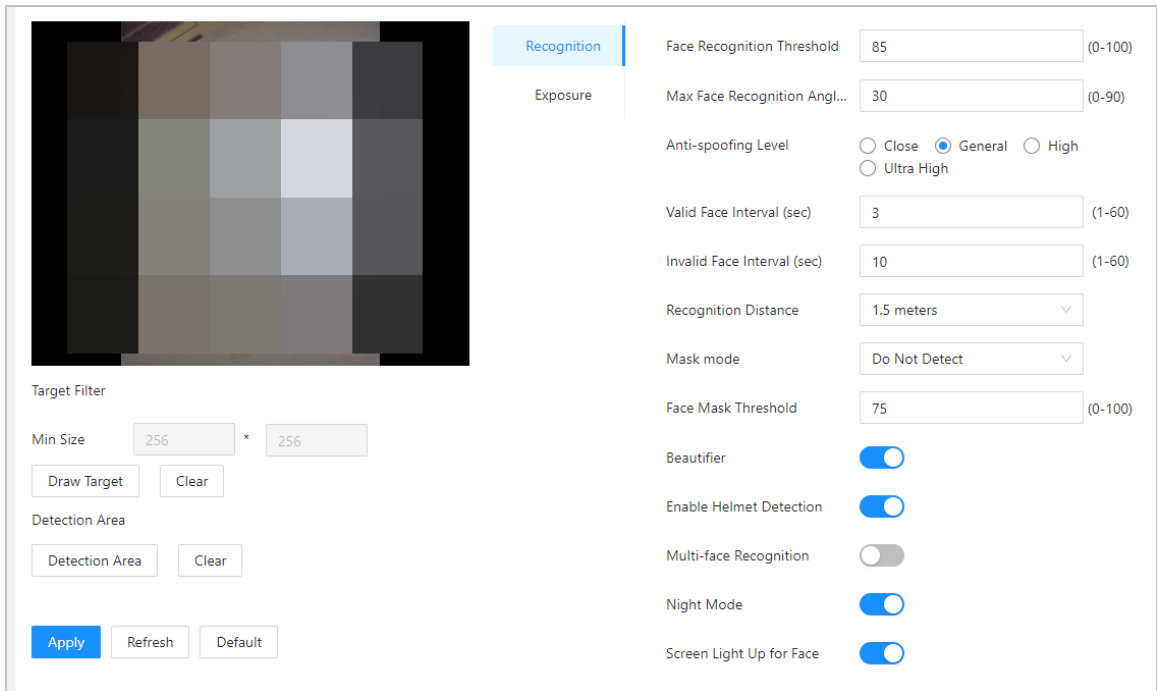 Recognition
Exposure
Face Recognition Threshold 85 (0-100)
Max Face Recognition Angl... 30 (0-90)
Anti-spoofing Level Close General High
Ultra High
Valid Face Interval (sec) 3 (1-60)
Invalid Face Interval (sec) 10 (1-60)
Recognition Distance 1.5 meters
Mask mode Do Not Detect
Face Mask Threshold 75 (0-100)
Beautifier
Enable Helmet Detection
Multi-face Recognition
Night Mode
Screen Light Up for Face
Target Filter
Min Size 256 * 256
Draw Target Clear
Detection Area
Detection Area Clear
Apply Refresh Default